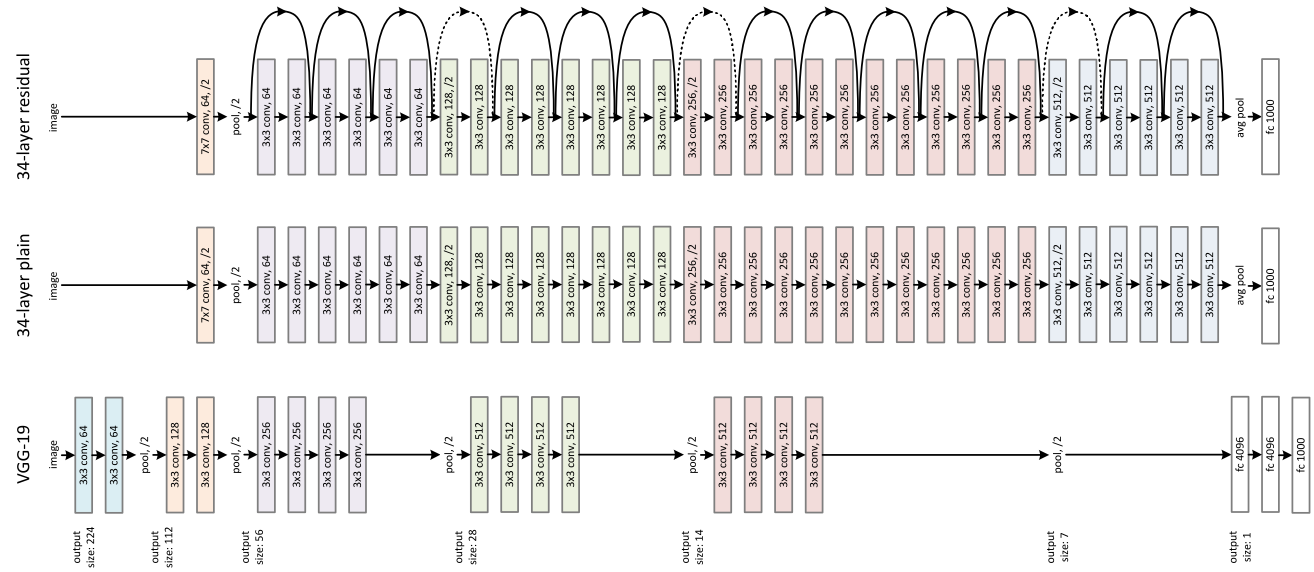 34-layer residual
image
7x7 conv, 64, /2
pool, /2
3x3 conv, 64
3x3 conv, 64
3x3 conv, 64
3x3 conv, 64
3x3 conv, 64
3x3 conv, 64
3x3 conv, 128, /2
3x3 conv, 128
3x3 conv, 128
3x3 conv, 128
3x3 conv, 128
3x3 conv, 128
3x3 conv, 128
3x3 conv, 128
3x3 conv, 256, /2
3x3 conv, 256
3x3 conv, 256
3x3 conv, 256
3x3 conv, 256
3x3 conv, 256
3x3 conv, 256
3x3 conv, 256
3x3 conv, 256
3x3 conv, 256
3x3 conv, 256
3x3 conv, 256
3x3 conv, 512, /2
3x3 conv, 512
3x3 conv, 512
3x3 conv, 512
3x3 conv, 512
3x3 conv, 512
avg pool
fc 1000
34-layer plain
image
7x7 conv, 64, /2
pool, /2
3x3 conv, 64
3x3 conv, 64
3x3 conv, 64
3x3 conv, 64
3x3 conv, 64
3x3 conv, 64
3x3 conv, 128, /2
3x3 conv, 128
3x3 conv, 128
3x3 conv, 128
3x3 conv, 128
3x3 conv, 128
3x3 conv, 128
3x3 conv, 128
3x3 conv, 256, /2
3x3 conv, 256
3x3 conv, 256
3x3 conv, 256
3x3 conv, 256
3x3 conv, 256
3x3 conv, 256
3x3 conv, 256
3x3 conv, 256
3x3 conv, 256
3x3 conv, 256
3x3 conv, 256
3x3 conv, 512, /2
3x3 conv, 512
3x3 conv, 512
3x3 conv, 512
3x3 conv, 512
3x3 conv, 512
avg pool
fc 1000
VGG-19
image
3x3 conv, 64
3x3 conv, 64
pool, /2
3x3 conv, 128
3x3 conv, 128
pool, /2
3x3 conv, 256
3x3 conv, 256
3x3 conv, 256
3x3 conv, 256
pool, /2
3x3 conv, 512
3x3 conv, 512
3x3 conv, 512
3x3 conv, 512
pool, /2
3x3 conv, 512
3x3 conv, 512
3x3 conv, 512
3x3 conv, 512
pool, /2
fc 4096
fc 4096
fc 1000
output
size: 224
output
size: 112
output
size: 56
output
size: 28
output
size: 14
output
size: 7
output
size: 1